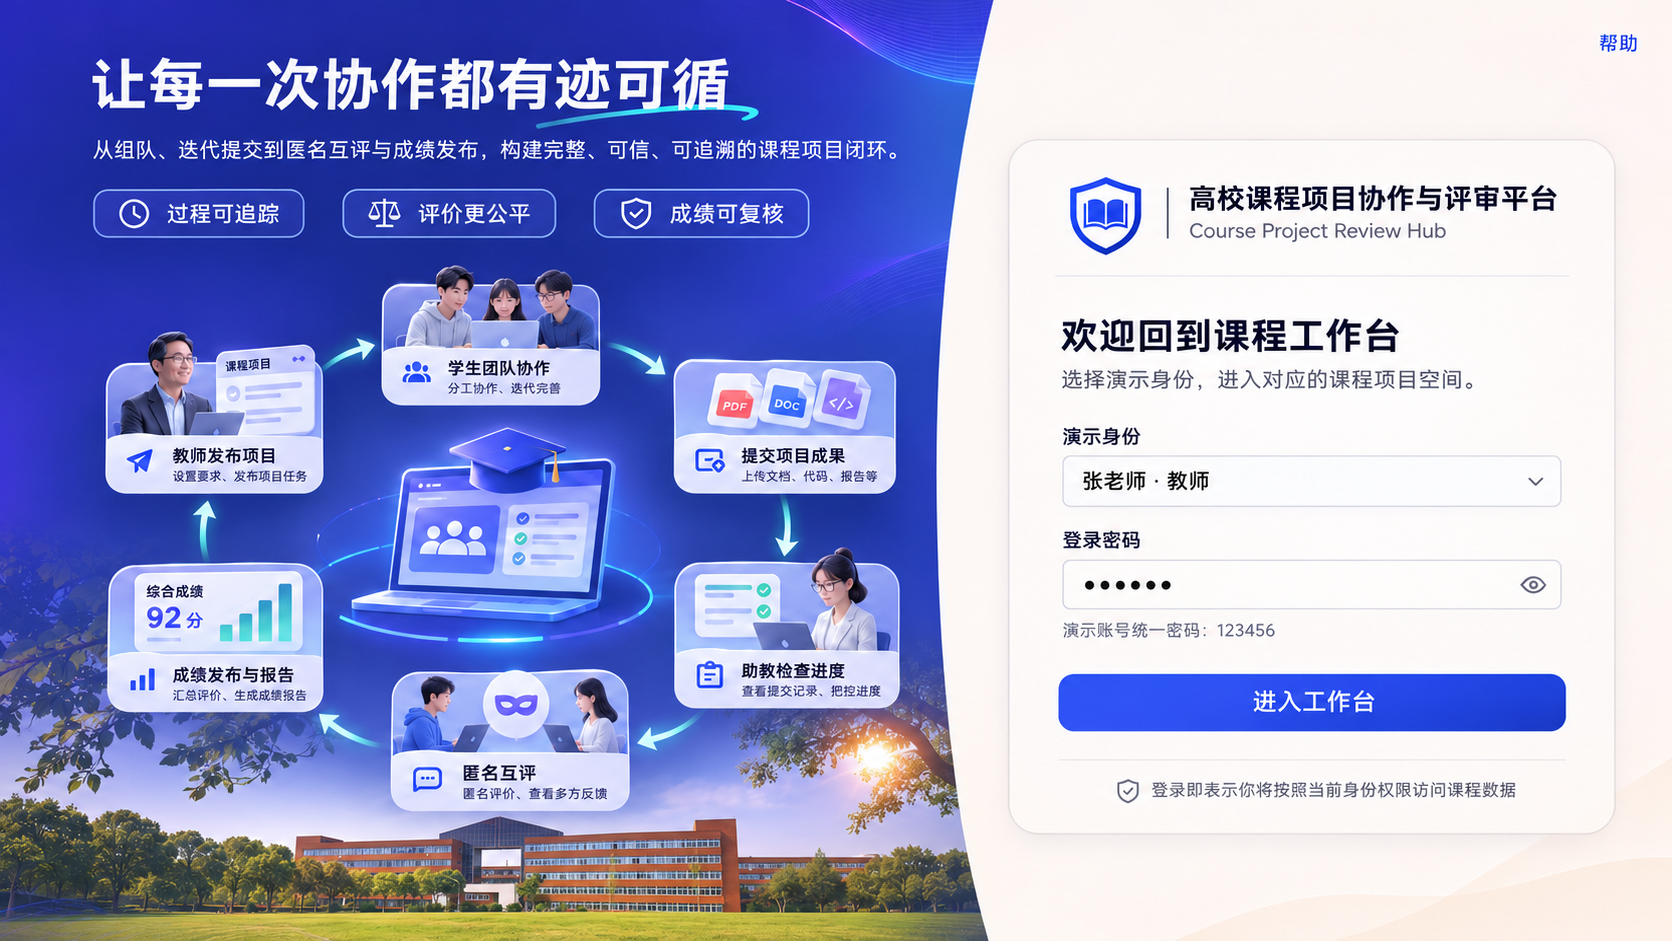 让每一次协作都有迹可循
从组队、迭代提交到匿名互评与成绩发布，构建完整、可信、可追溯的课程项目闭环。
过程可追踪
评价更公平
成绩可复核
学生团队协作
分工协作、迭代完善
课程项目
教师发布项目
设置要求、发布项目任务
PDF
DOC
</>
提交项目成果
上传文档、代码、报告等
综合成绩
92 分
成绩发布与报告
汇总评价、生成成绩报告
助教检查进度
查看提交记录、把控进度
匿名互评
匿名评价、查看多方反馈
帮助
高校课程项目协作与评审平台
Course Project Review Hub
欢迎回到课程工作台
选择演示身份，进入对应的课程项目空间。
演示身份
张老师 · 教师
登录密码
••••••
演示账号统一密码：123456
进入工作台
登录即表示你将按照当前身份权限访问课程数据